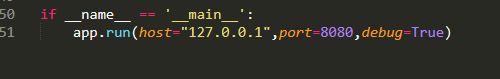 50 if __name__ == '__main__':
51 app.run(host="127.0.0.1",port=8080,debug=True)